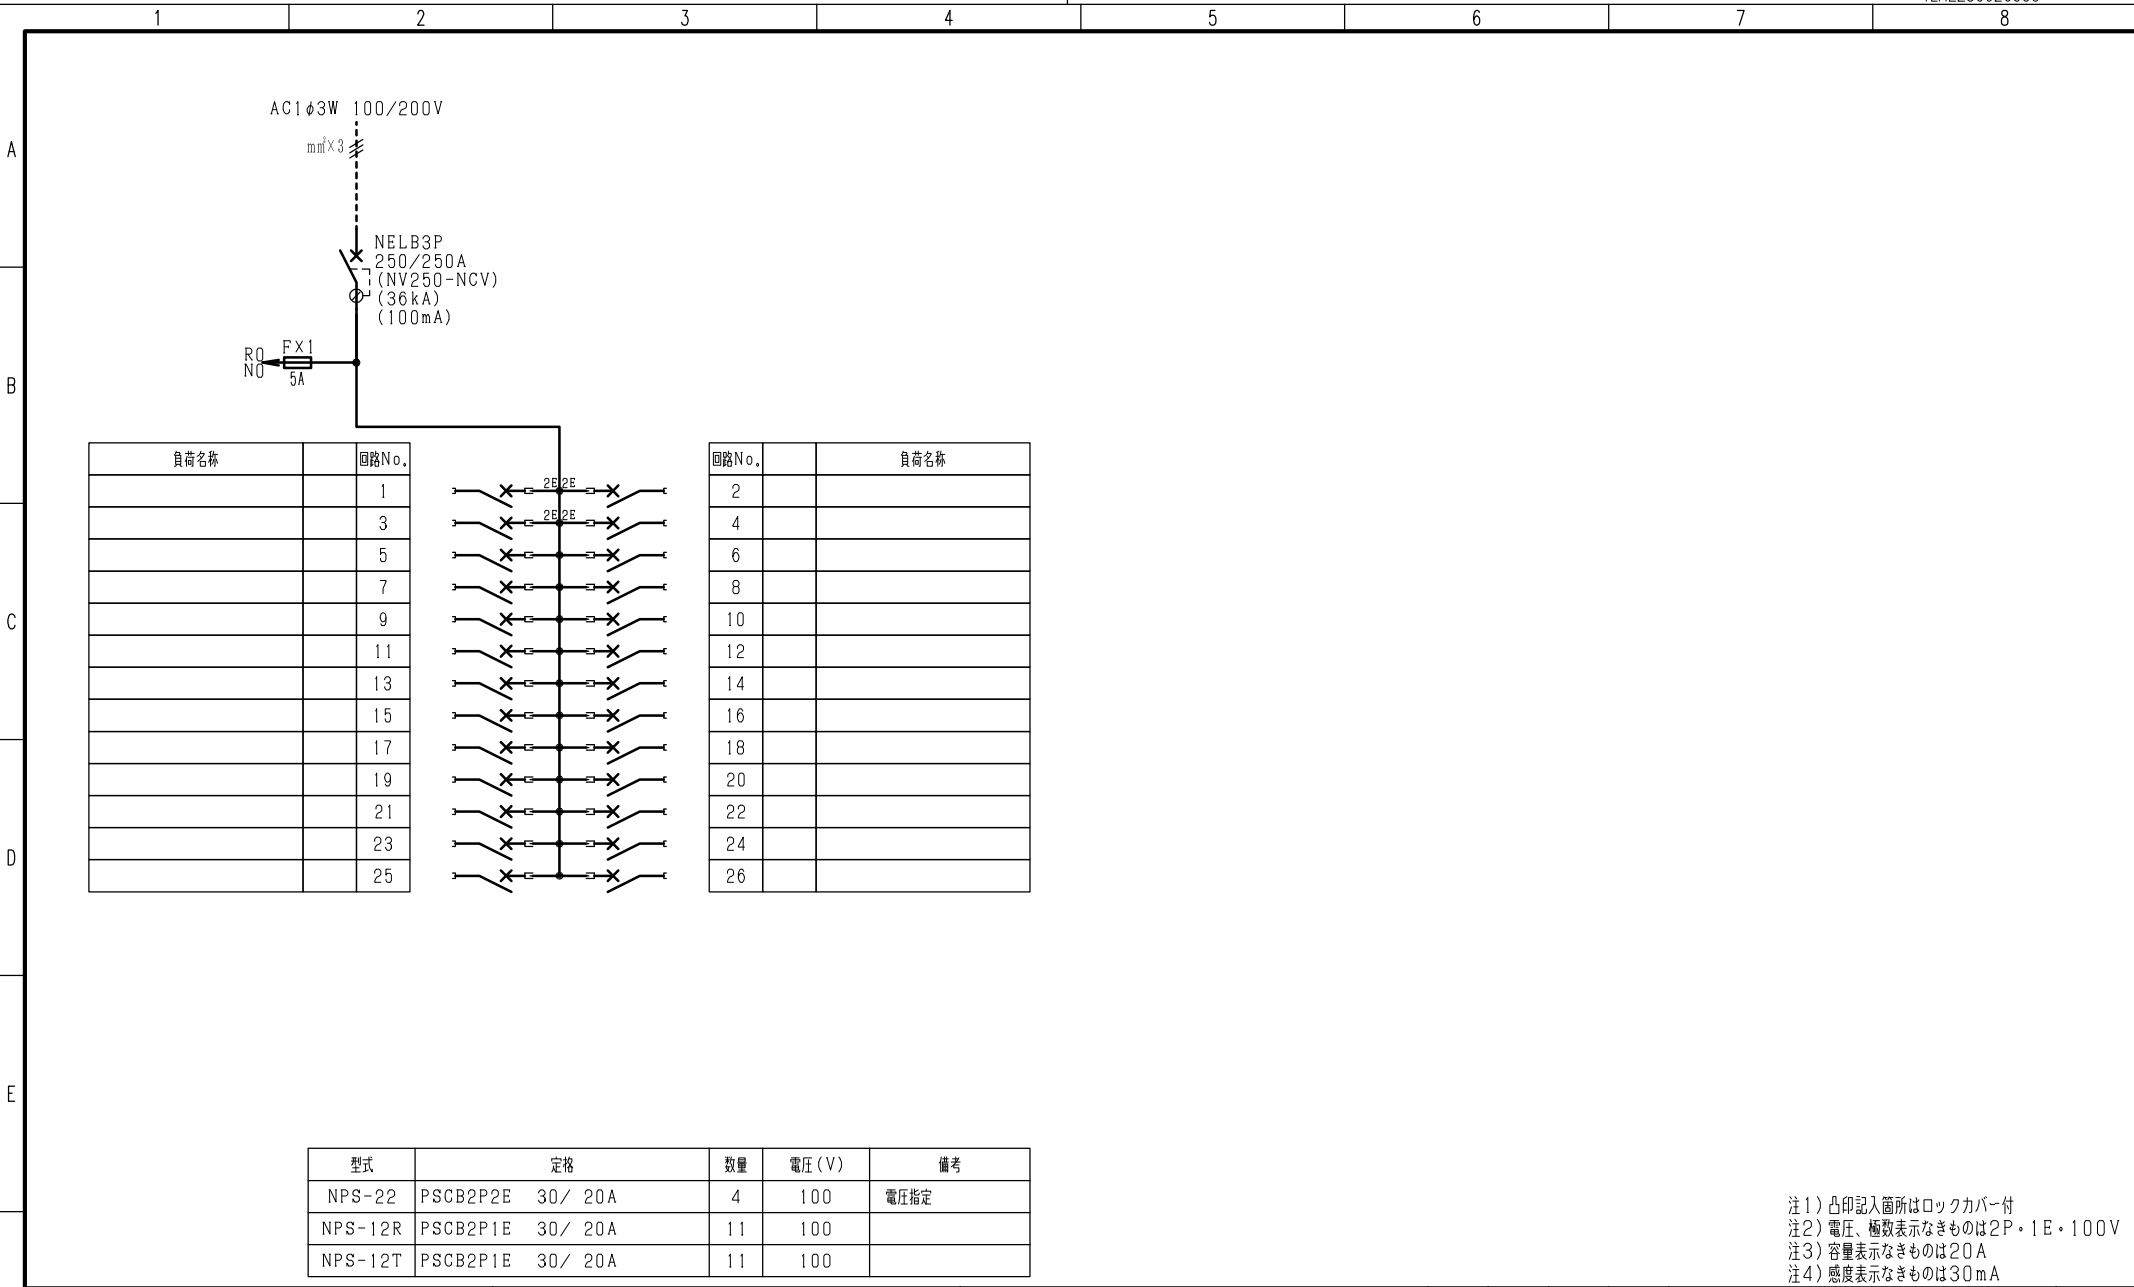 1 2 3 4 5 6 7 8
A
B
C
D
E
AC1φ3W 100/200V
mm²×3
NELB3P
250/250A
(NV250-NCV)
(36kA)
(100mA)
R0
N0
F×1
5A
負荷名称 回路No. 回路No. 負荷名称
1 2E 2E 2
3 2E 2E 4
5 6
7 8
9 10
11 12
13 14
15 16
17 18
19 20
21 22
23 24
25 26
型式 定格 数量 電圧(V) 備考
NPS-22 PSCB2P2E 30/ 20A 4 100 電圧指定
NPS-12R PSCB2P1E 30/ 20A 11 100
NPS-12T PSCB2P1E 30/ 20A 11 100
注1)凸印記入箇所はロックカバー付
注2)電圧、極数表示なきものは2P・1E・100V
注3)容量表示なきものは20A
注4)感度表示なきものは30mA